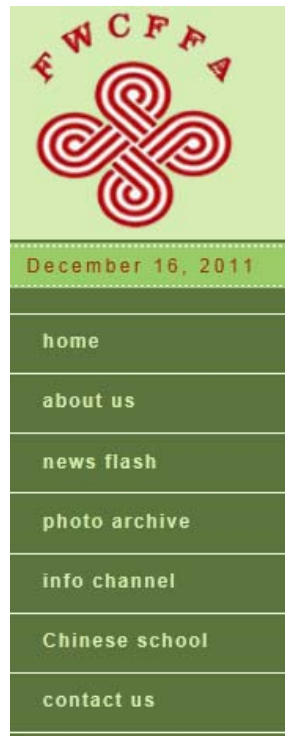 FWCFFA
December 16, 2011
home
about us
news flash
photo archive
info channel
Chinese school
contact us